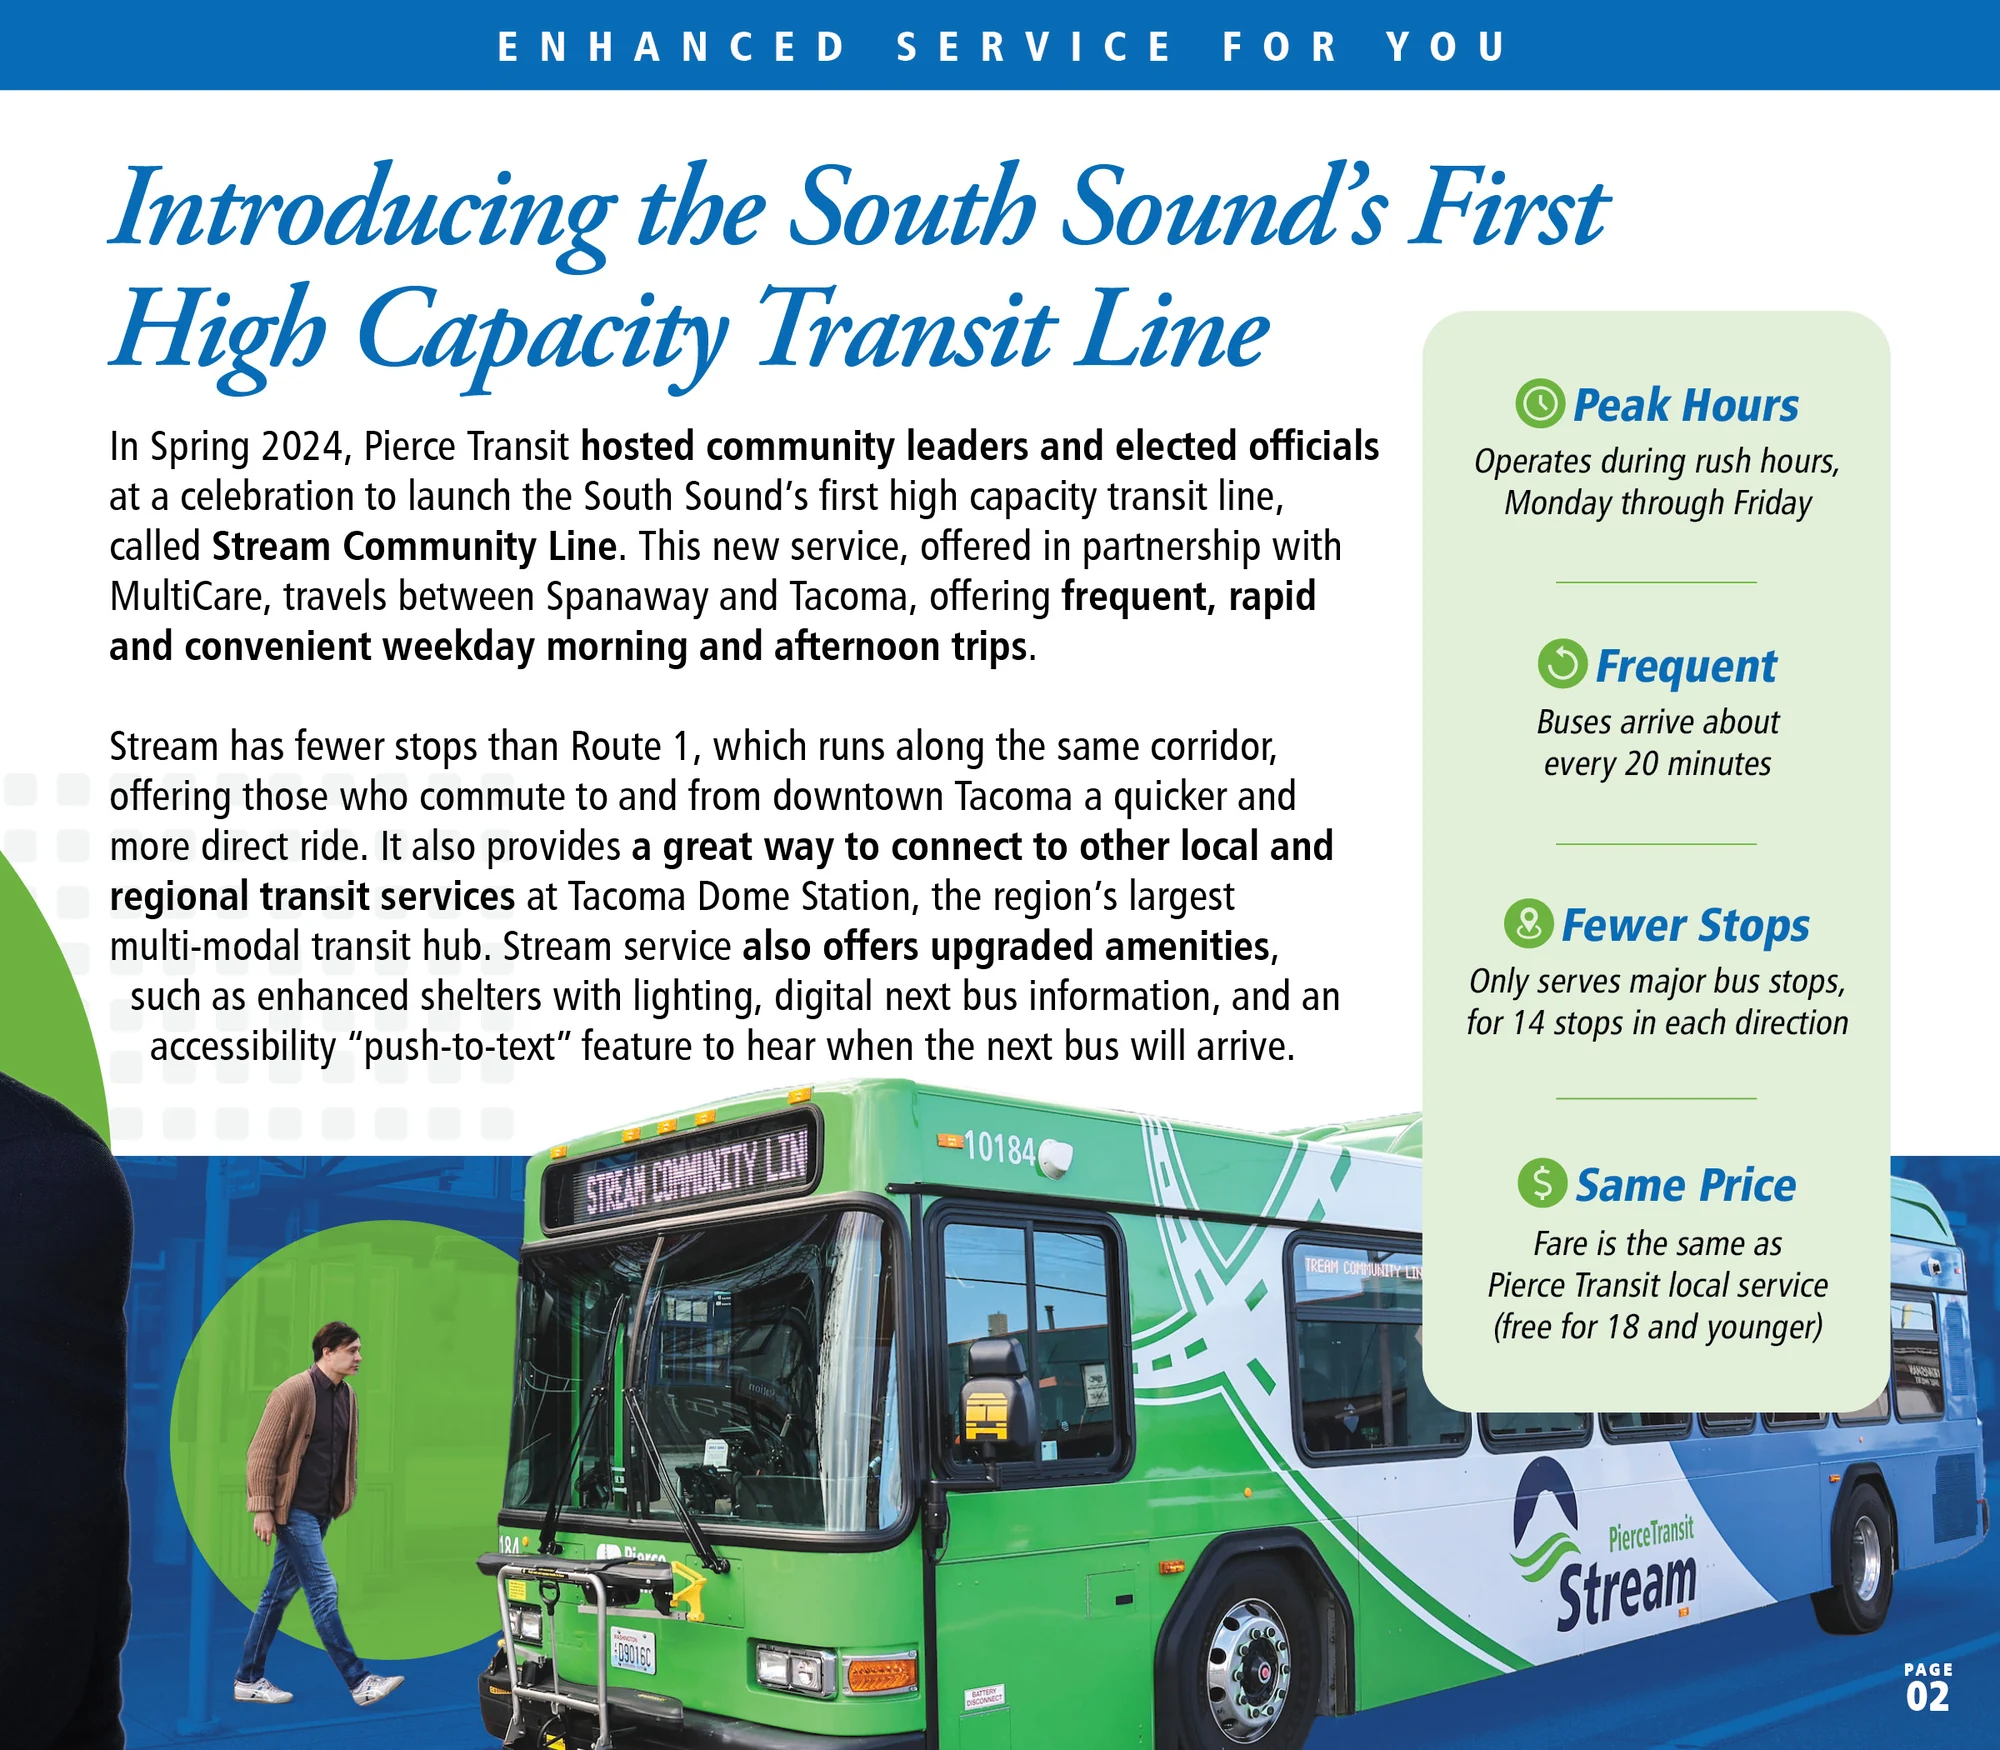 ENHANCED SERVICE FOR YOU
Introducing the South Sound's First
High Capacity Transit Line
In Spring 2024, Pierce Transit hosted community leaders and elected officials
at a celebration to launch the South Sound's first high capacity transit line,
called Stream Community Line. This new service, offered in partnership with
MultiCare, travels between Spanaway and Tacoma, offering frequent, rapid
and convenient weekday morning and afternoon trips.
Stream has fewer stops than Route 1, which runs along the same corridor,
offering those who commute to and from downtown Tacoma a quicker and
more direct ride. It also provides a great way to connect to other local and
regional transit services at Tacoma Dome Station, the region's largest
multi-modal transit hub. Stream service also offers upgraded amenities,
such as enhanced shelters with lighting, digital next bus information, and an
accessibility "push-to-text" feature to hear when the next bus will arrive.
Peak Hours
Operates during rush hours,
Monday through Friday
Frequent
Buses arrive about
every 20 minutes
Fewer Stops
Only serves major bus stops,
for 14 stops in each direction
Same Price
Fare is the same as
Pierce Transit local service
(free for 18 and younger)
STREAM COMMUNITY LIN
10184
TREAM COMMUNITY LIN
184
Pierce
WASHINGTON
D9016C
BATTERY
DISCONNECT
PierceTransit
Stream
PAGE
02